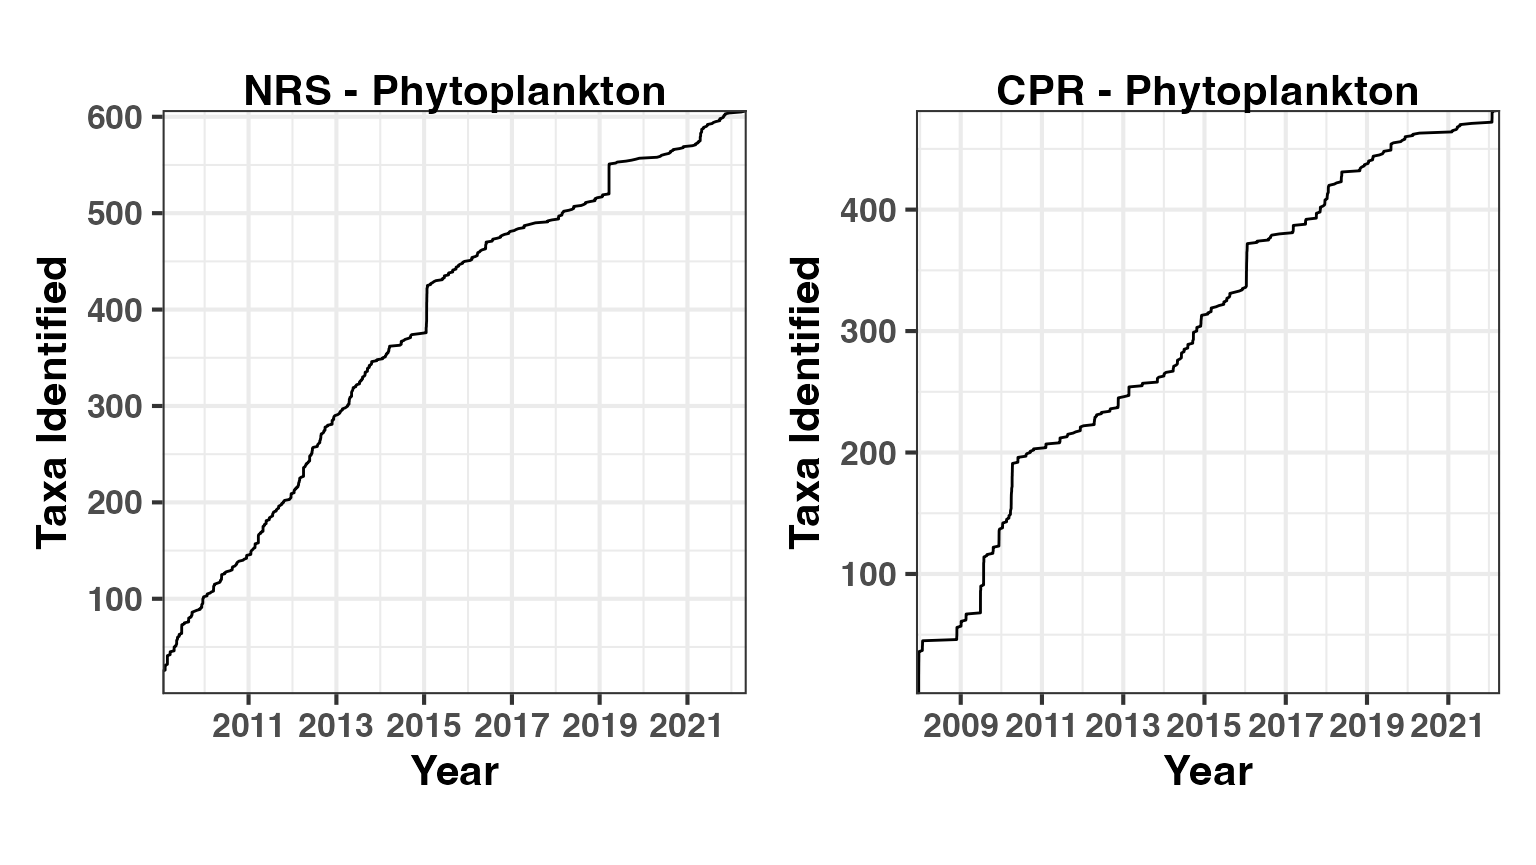 NRS - Phytoplankton
600
500
400
300
200
100
Taxa Identified
2011 2013 2015 2017 2019 2021
Year
CPR - Phytoplankton
400
300
200
100
Taxa Identified
2009 2011 2013 2015 2017 2019 2021
Year